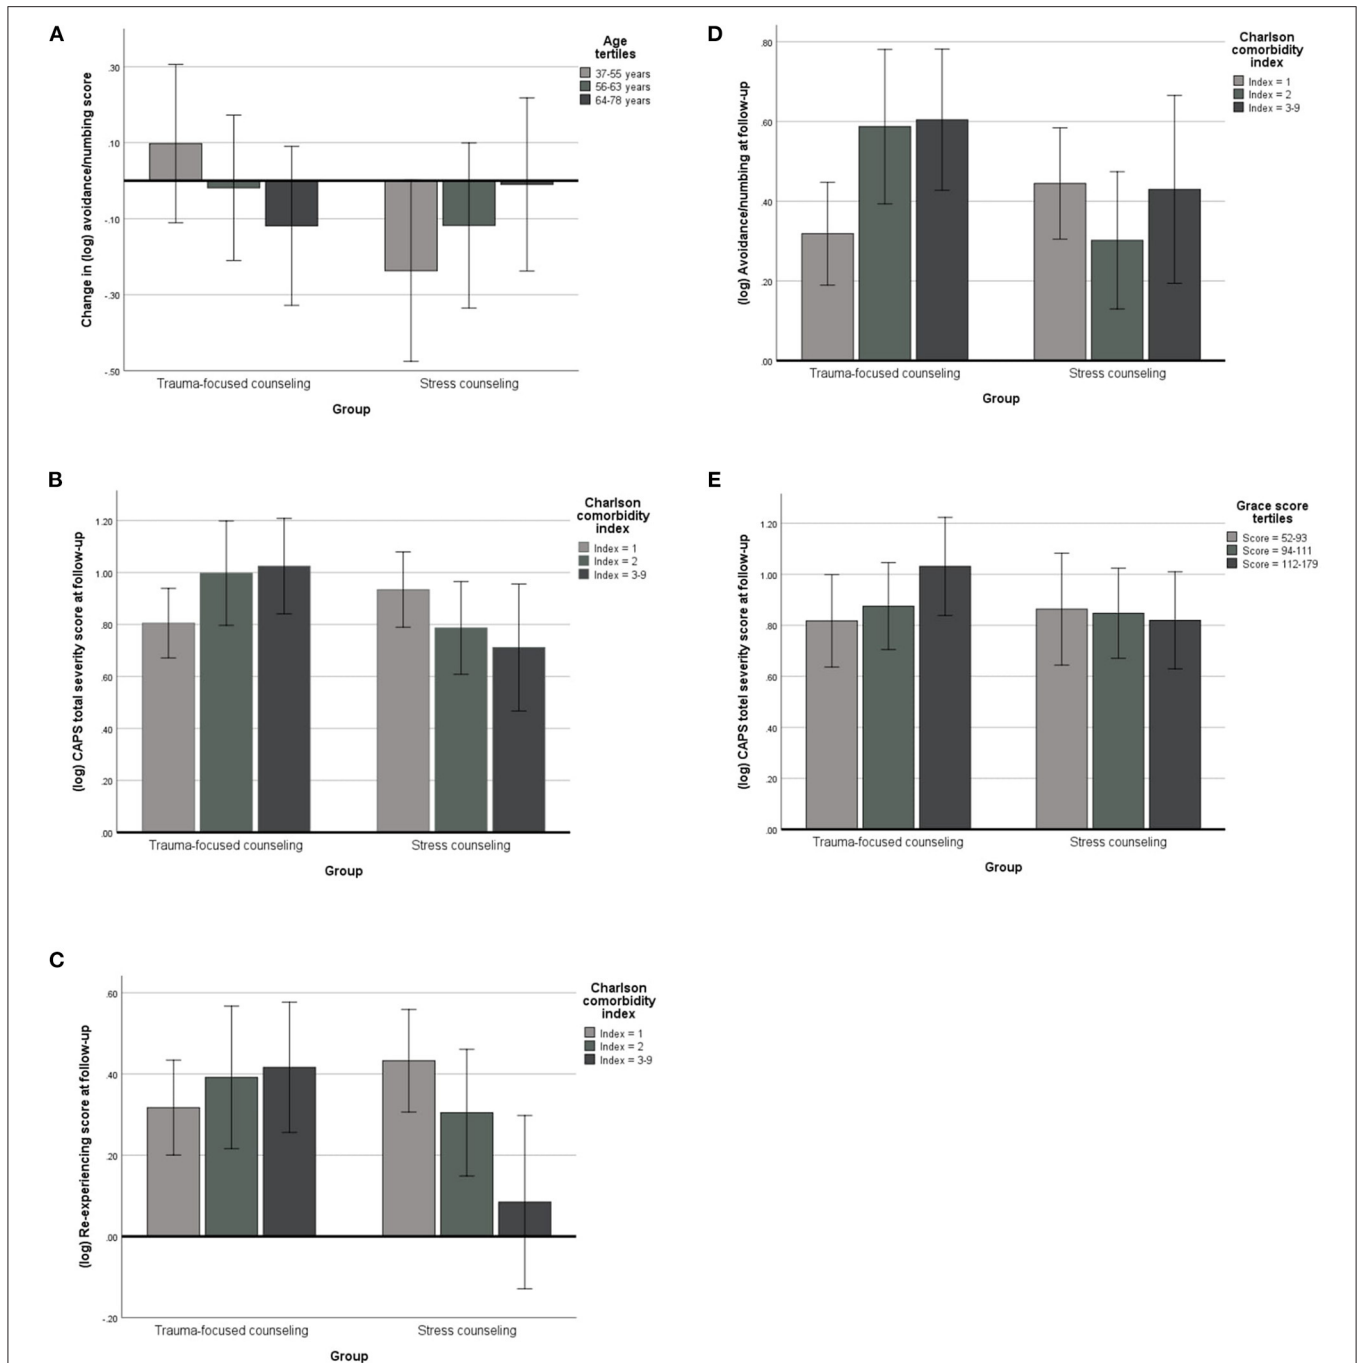 A
Change in (log) avoidance/numbing score
.30
.10
-.10
-.30
-.50
Trauma-focused counseling
Stress counseling
Group
Age
tertiles
37-55 years
56-63 years
64-78 years
B
(log) CAPS total severity score at follow-up
1.20
1.00
.80
.60
.40
.20
.00
Trauma-focused counseling
Stress counseling
Group
Charlson
comorbidity
index
Index = 1
Index = 2
Index = 3-9
C
(log) Re-experiencing score at follow-up
.60
.40
.20
.00
-.20
Trauma-focused counseling
Stress counseling
Group
Charlson
comorbidity
index
Index = 1
Index = 2
Index = 3-9
D
(log) Avoidance/numbing at follow-up
.80
.60
.40
.20
.00
Trauma-focused counseling
Stress counseling
Group
Charlson
comorbidity
index
Index = 1
Index = 2
Index = 3-9
E
(log) CAPS totel severity score at follow-up
1.20
1.00
.80
.60
.40
.20
.00
Trauma-focused counseling
Stress counseling
Group
Grace score
tertiles
Score = 52-93
Score = 94-111
Score = 112-179